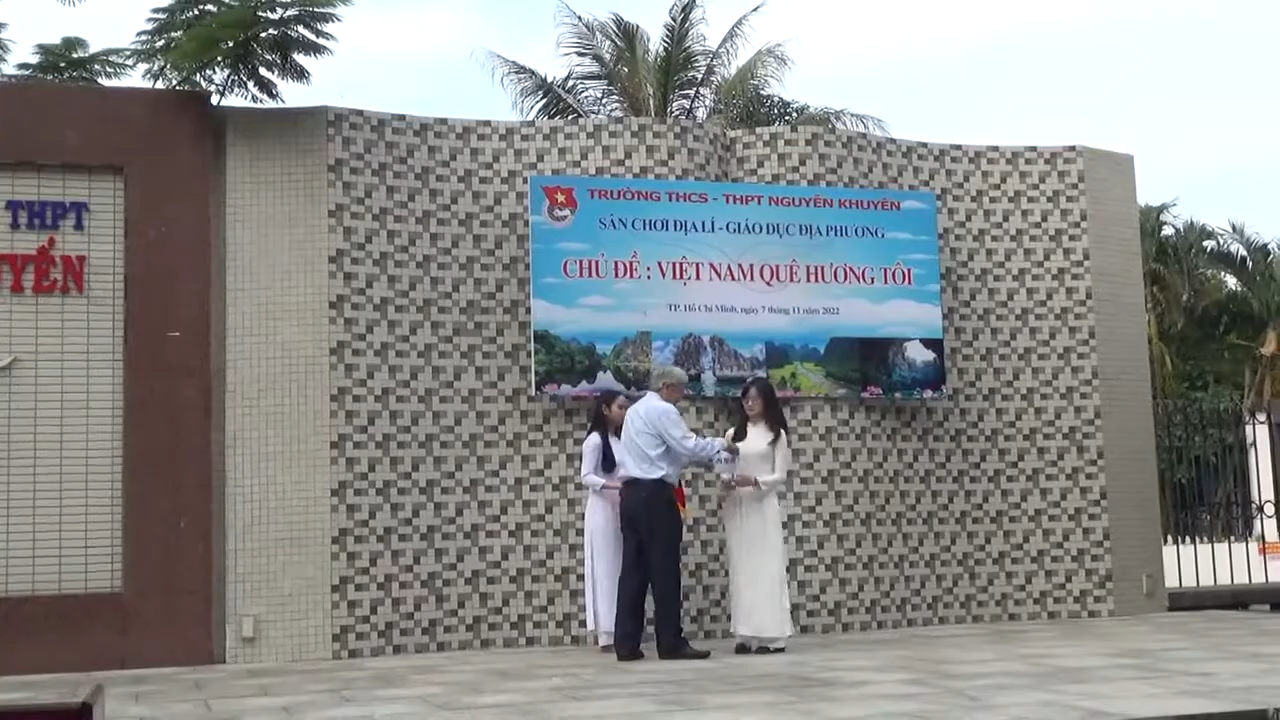 THPT
UYẾN
TRƯỜNG THCS - THPT NGUYỄN KHUYẾN
SÂN CHƠI ĐỊA LÍ - GIÁO DỤC ĐỊA PHƯƠNG
CHỦ ĐỀ : VIỆT NAM QUÊ HƯƠNG TÔI
TP. Hồ Chí Minh, ngày 7 tháng 11 năm 2022